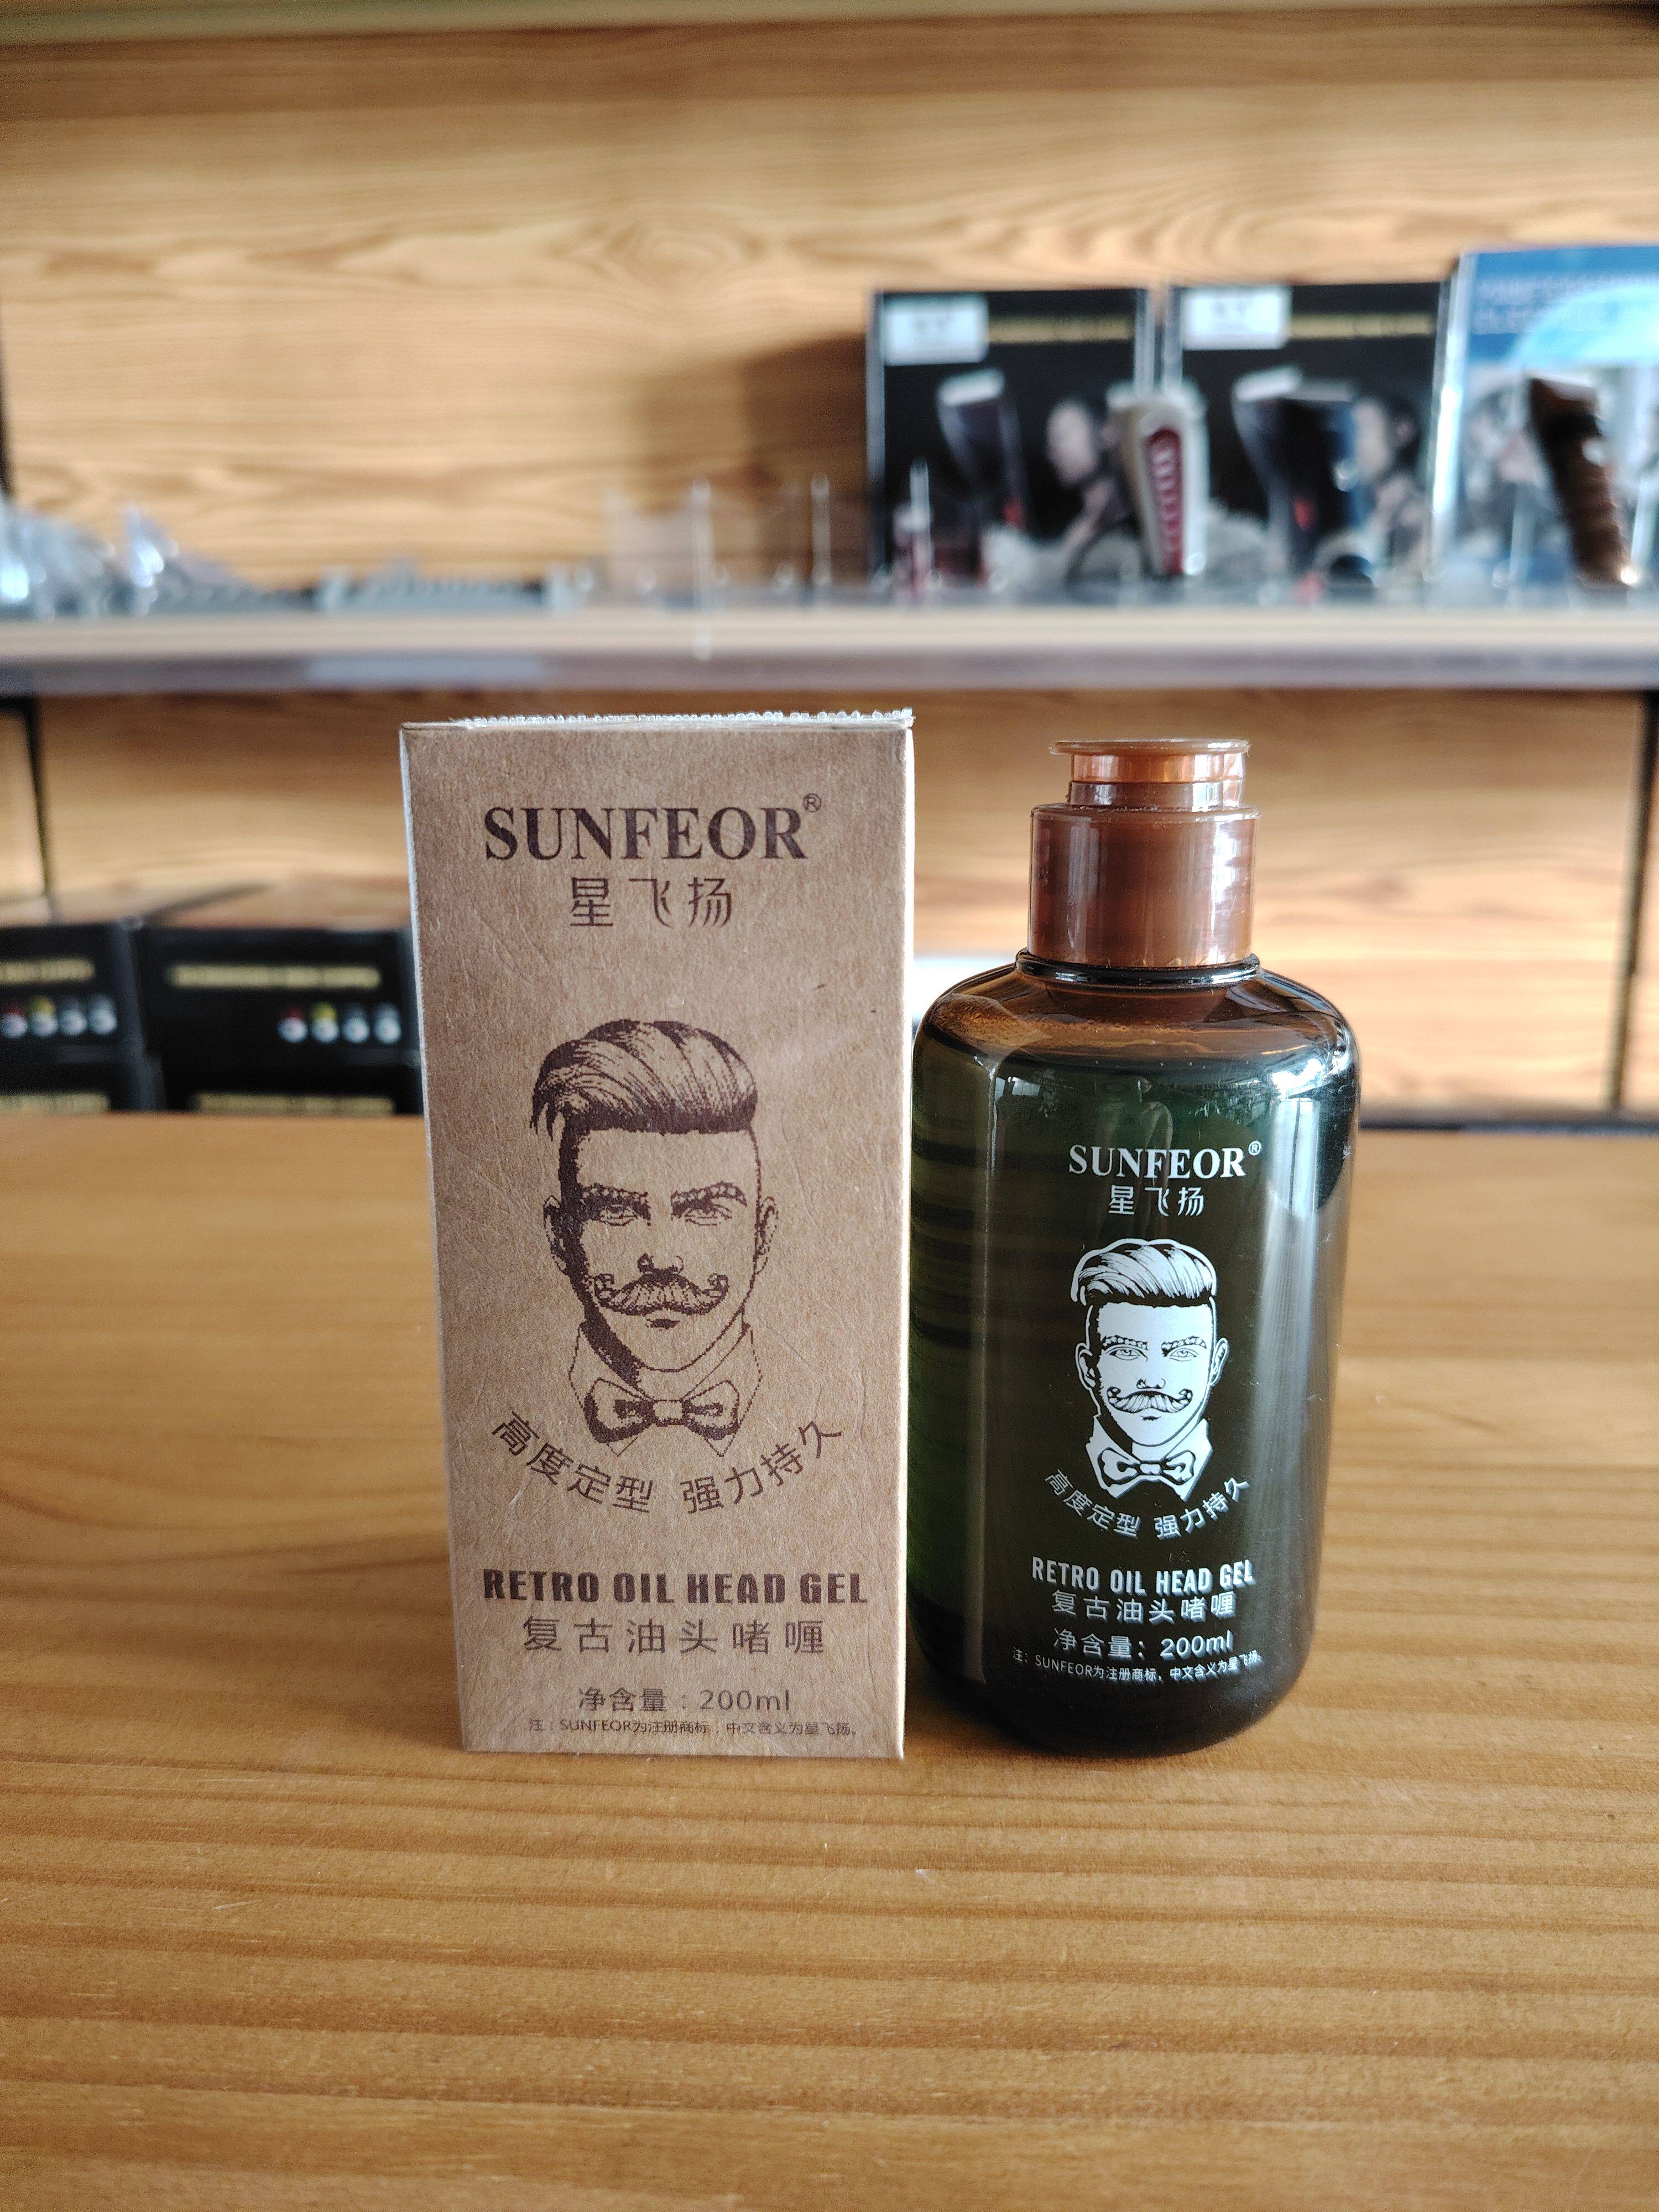 SUNFEOR®
星飞扬
高度定型 强力持久
RETRO OIL HEAD GEL
复古油头啫喱
净含量：200ml
注：SUNFEOR为注册商标，中文含义为星飞扬。
SUNFEOR®
星飞扬
高度定型 强力持久
RETRO OIL HEAD GEL
复古油头啫喱
净含量：200ml
注：SUNFEOR为注册商标，中文含义为星飞扬。